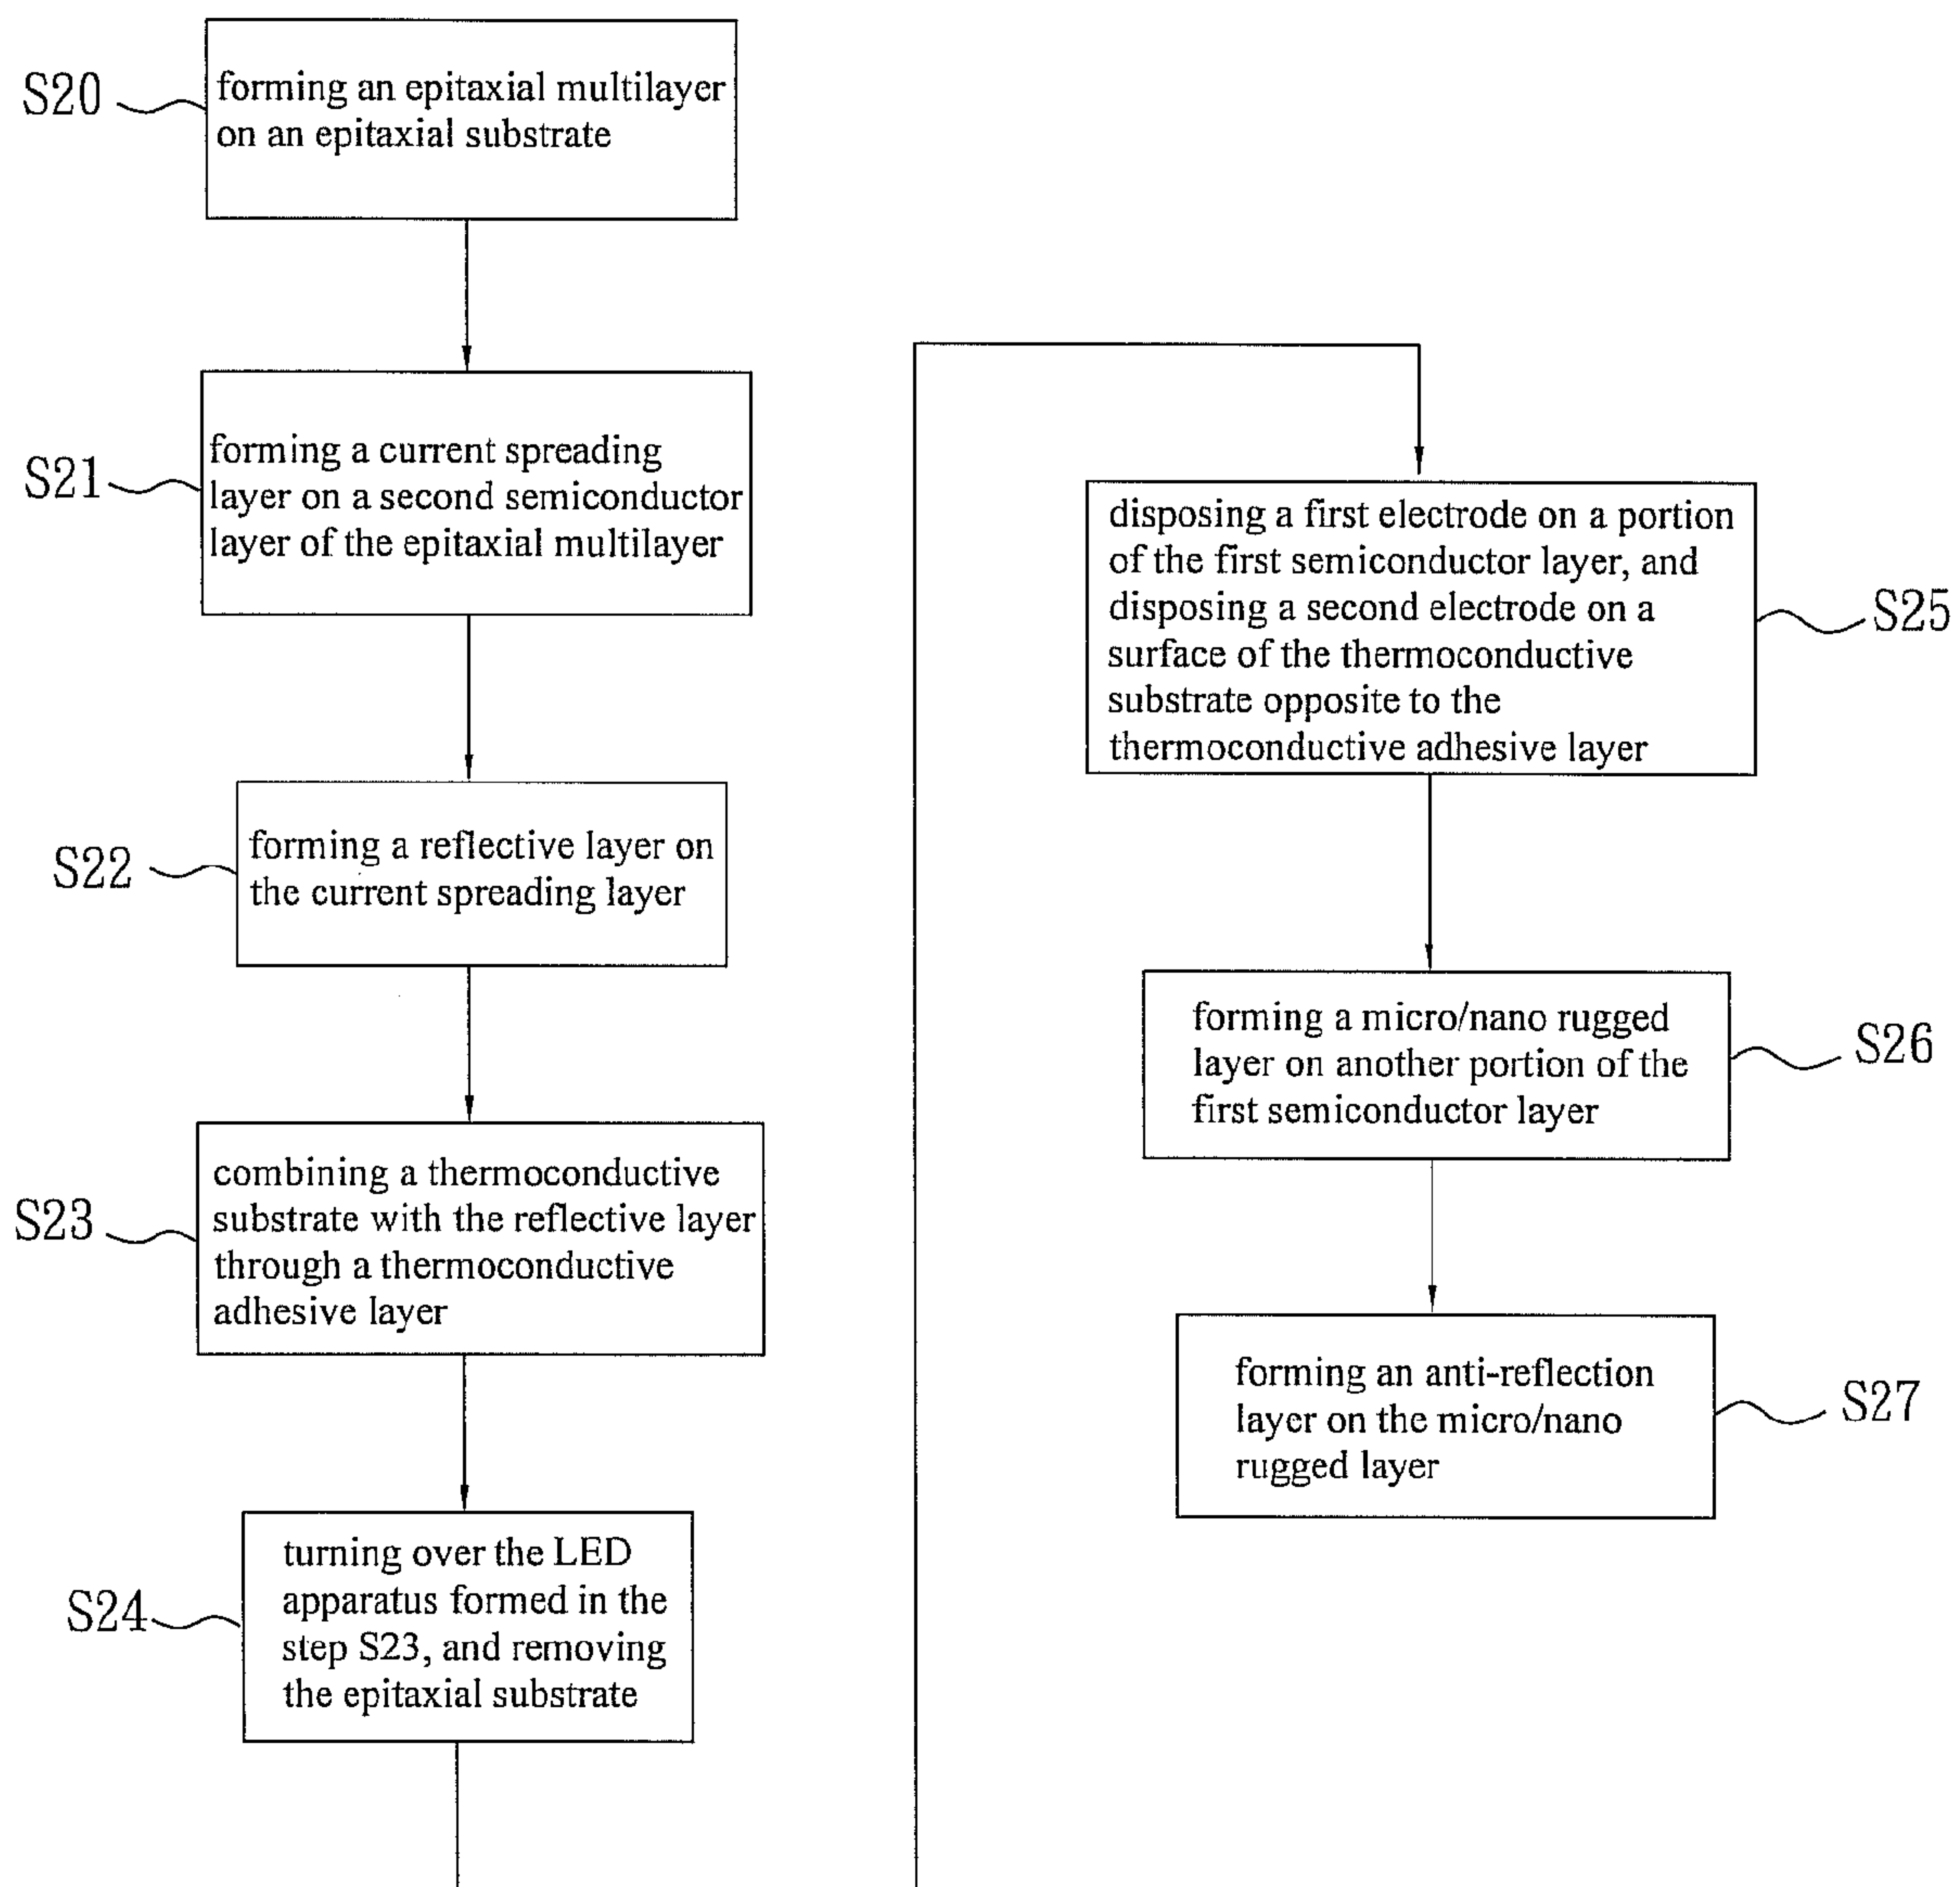 S20
forming an epitaxial multilayer
on an epitaxial substrate
S21
forming a current spreading
layer on a second semiconductor
layer of the epitaxial multilayer
S22
forming a reflective layer on
the current spreading layer
S23
combining a thermoconductive
substrate with the reflective layer
through a thermoconductive
adhesive layer
S24
turning over the LED
apparatus formed in the
step S23, and removing
the epitaxial substrate
disposing a first electrode on a portion
of the first semiconductor layer, and
disposing a second electrode on a
surface of the thermoconductive
substrate opposite to the
thermoconductive adhesive layer
S25
forming a micro/nano rugged
layer on another portion of the
first semiconductor layer
S26
forming an anti-reflection
layer on the micro/nano
rugged layer
S27